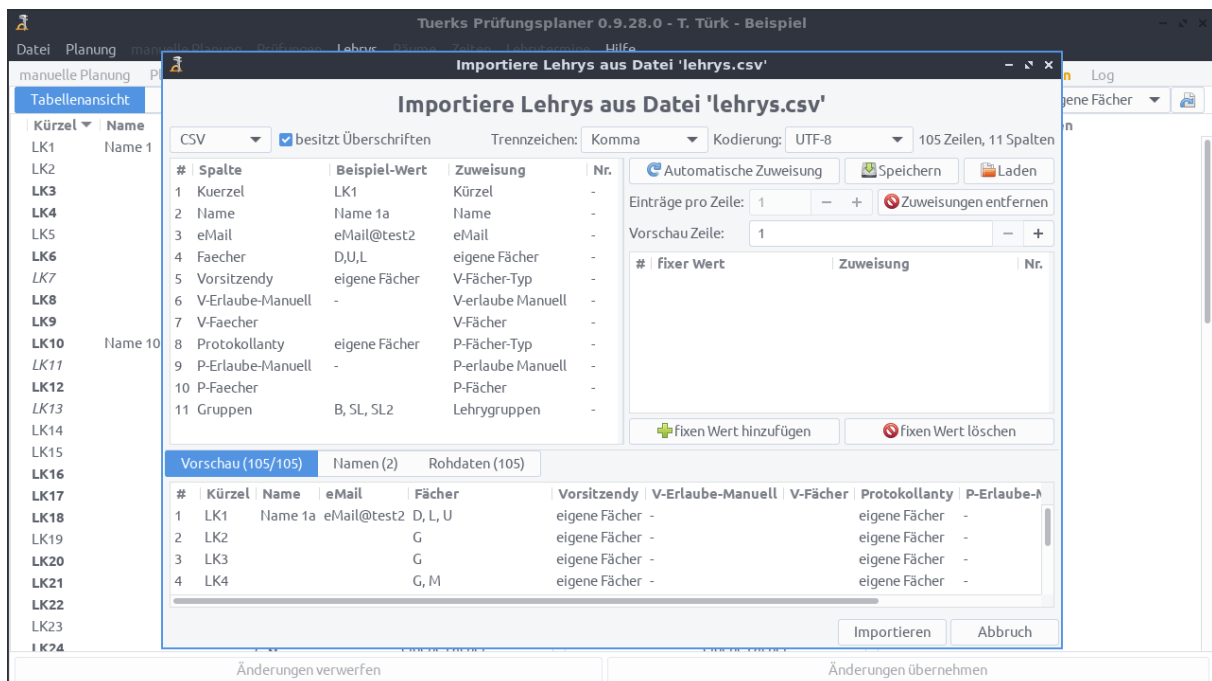 Tuerks Prüfungsplaner 0.9.28.0 - T. Türk - Beispiel
Datei Planung manuelle Planung Prüfungen Lehrys Räume Zeiten Lehrytermine Hilfe
manuelle Planung
Log
Tabellenansicht
gene Fächer
Kürzel Name
LK1 Name 1
LK2
LK3
LK4
LK5
LK6
LK7
LK8
LK9
LK10 Name 10
LK11
LK12
LK13
LK14
LK15
LK16
LK17
LK18
LK19
LK20
LK21
LK22
LK23
LK24
Importiere Lehrys aus Datei 'lehrys.csv'
Importiere Lehrys aus Datei 'lehrys.csv'
CSV besitzt Überschriften Trennzeichen: Komma Kodierung: UTF-8 105 Zeilen, 11 Spalten
# Spalte Beispiel-Wert Zuweisung Nr.
1 Kuerzel LK1 Kürzel -
2 Name Name 1a Name -
3 eMail eMail@test2 eMail -
4 Faecher D,U,L eigene Fächer -
5 Vorsitzendy eigene Fächer V-Fächer-Typ -
6 V-Erlaube-Manuell - V-erlaube Manuell -
7 V-Faecher V-Fächer -
8 Protokollanty eigene Fächer P-Fächer-Typ -
9 P-Erlaube-Manuell - P-erlaube Manuell -
10 P-Faecher P-Fächer -
11 Gruppen B, SL, SL2 Lehrygruppen -
Automatische Zuweisung Speichern Laden
Einträge pro Zeile: 1 − + Zuweisungen entfernen
Vorschau Zeile: 1 − +
# fixer Wert Zuweisung Nr.
fixen Wert hinzufügen fixen Wert löschen
Vorschau (105/105) Namen (2) Rohdaten (105)
# Kürzel Name eMail Fächer Vorsitzendy V-Erlaube-Manuell V-Fächer Protokollanty P-Erlaube-M
1 LK1 Name 1a eMail@test2 D, L, U eigene Fächer - eigene Fächer -
2 LK2 G eigene Fächer - eigene Fächer -
3 LK3 G eigene Fächer - eigene Fächer -
4 LK4 G, M eigene Fächer - eigene Fächer -
Importieren Abbruch
Änderungen verwerfen Änderungen übernehmen